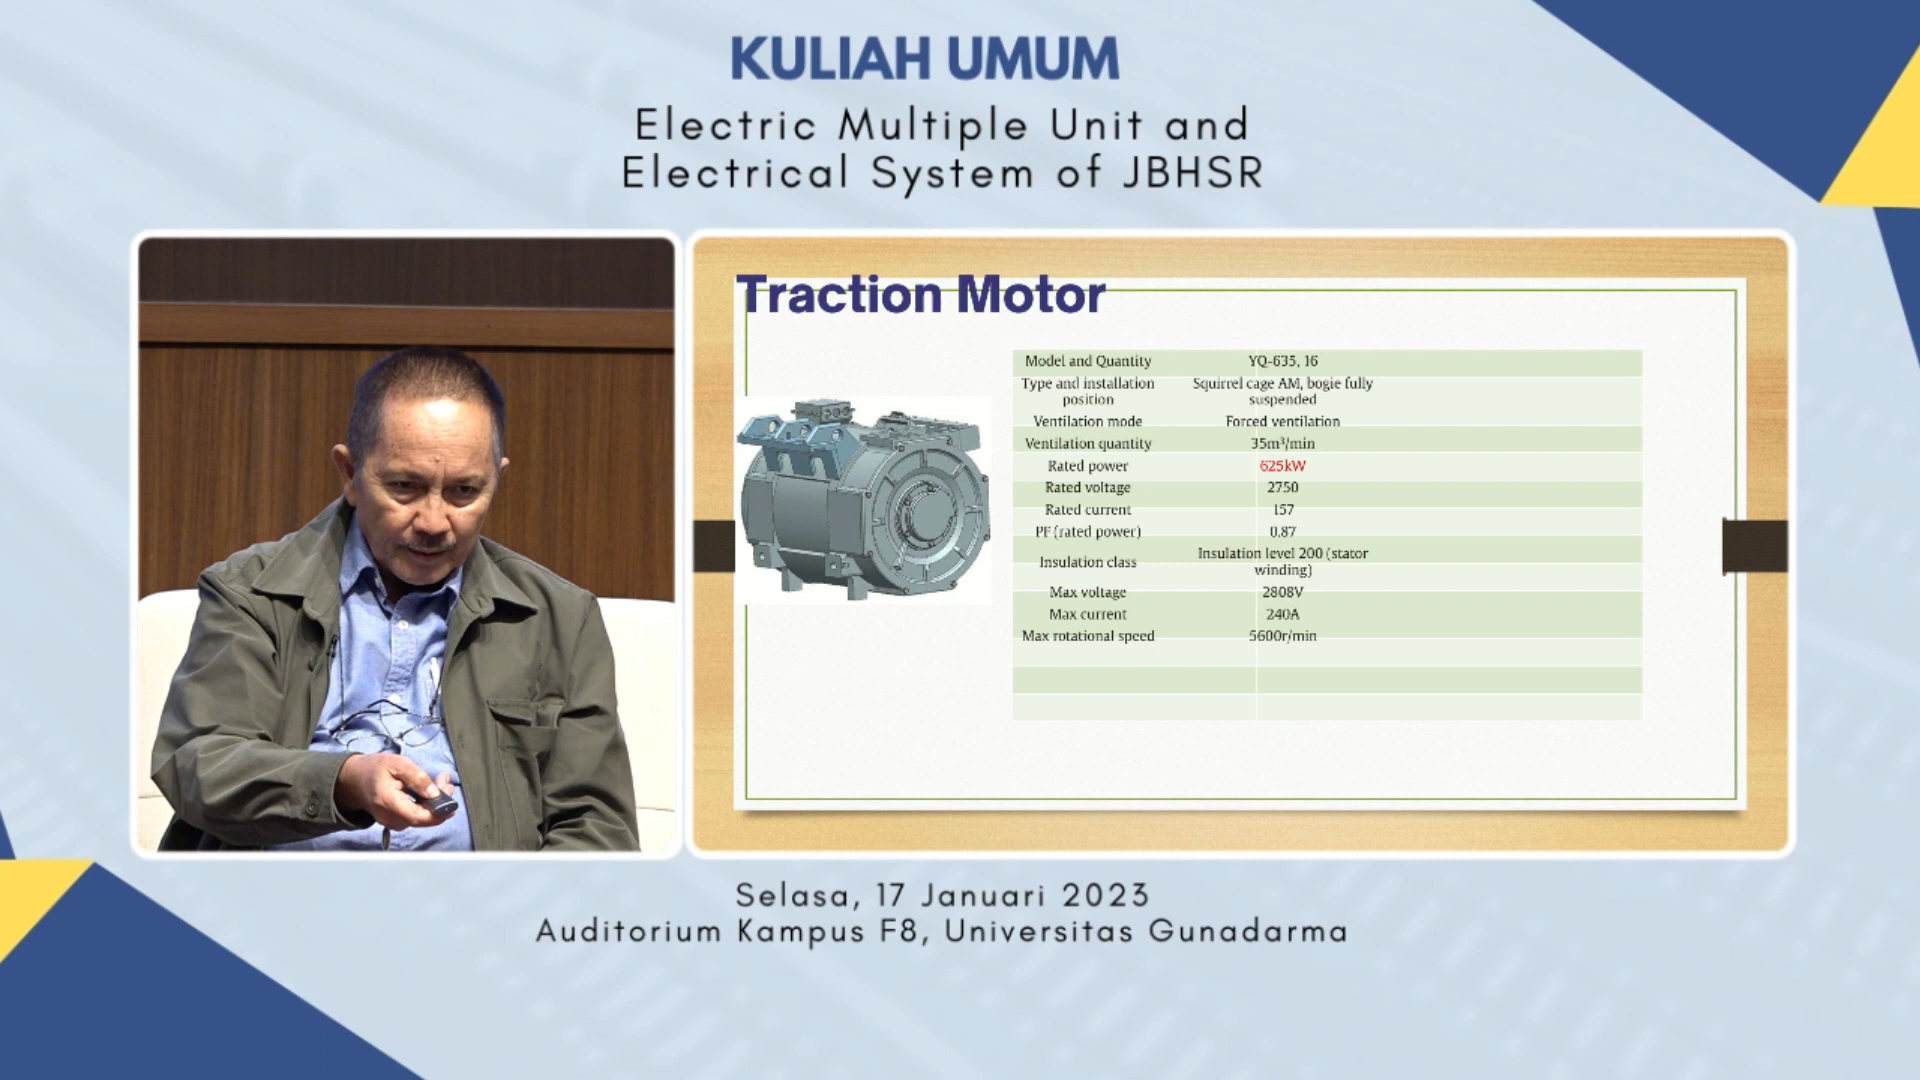 KULIAH UMUM
Electric Multiple Unit and
Electrical System of JBHSR
Traction Motor
Model and Quantity YQ-635, 16
Type and installation position Squirrel cage AM, bogie fully suspended
Ventilation mode Forced ventilation
Ventilation quantity 35m³/min
Rated power 625kW
Rated voltage 2750
Rated current 157
PF (rated power) 0.87
Insulation class Insulation level 200 (stator winding)
Max voltage 2808V
Max current 240A
Max rotational speed 5600r/min
Selasa, 17 Januari 2023
Auditorium Kampus F8, Universitas Gunadarma